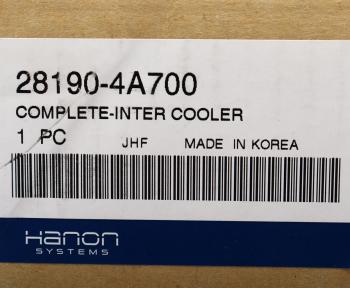 28190-4A700
COMPLETE-INTER COOLER
1 PC JHF MADE IN KOREA
Hanon
SYSTEMS